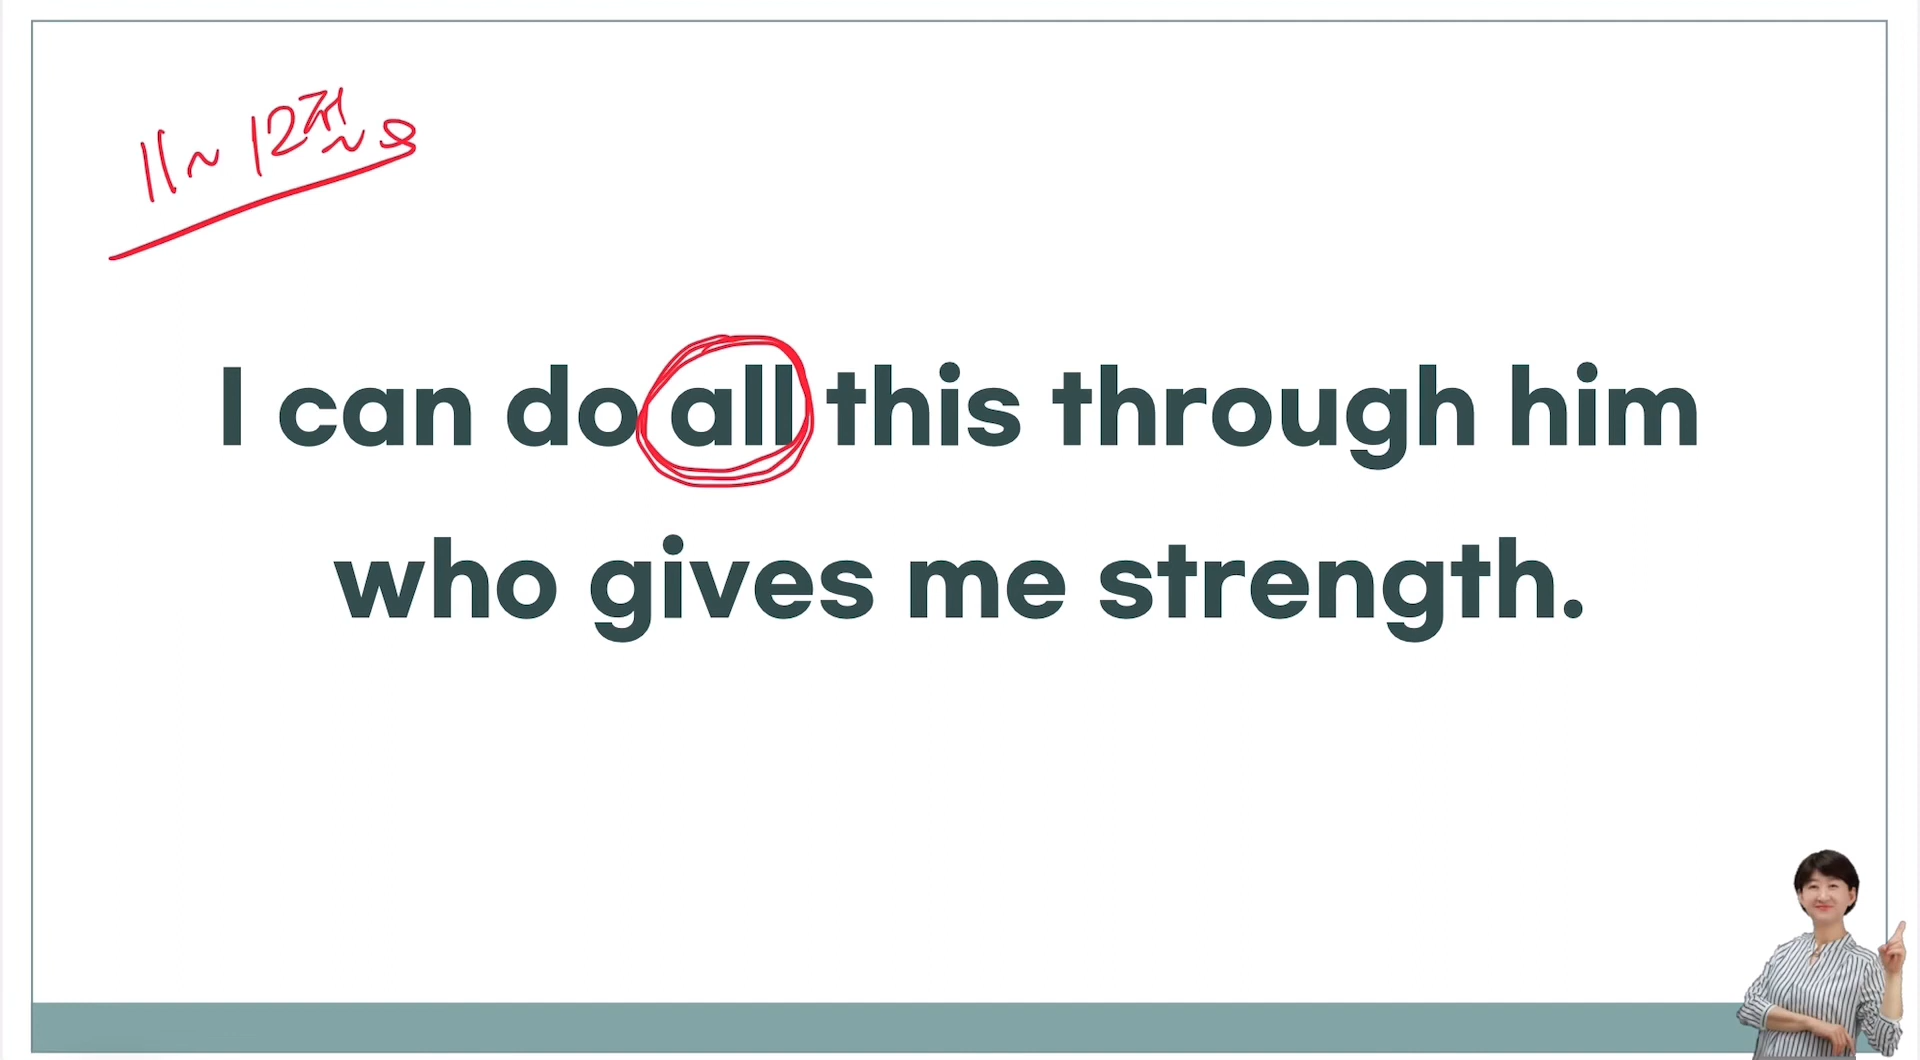 11~12절
I can do all this through him
who gives me strength.